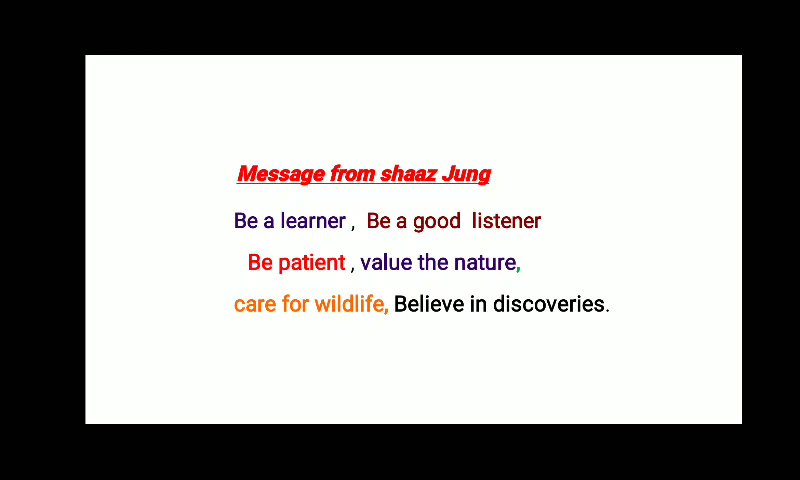 Message from shaaz Jung
Be a learner , Be a good listener
Be patient , value the nature,
care for wildlife, Believe in discoveries.